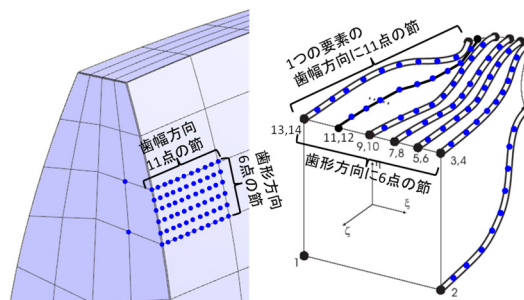 歯幅方向
11点の節
歯形方向
6点の節
1つの要素の
歯幅方向に11点の節
13,14
11,12
9,10
7,8
5,6
3,4
歯形方向に6点の節
ξ
ζ
1
2